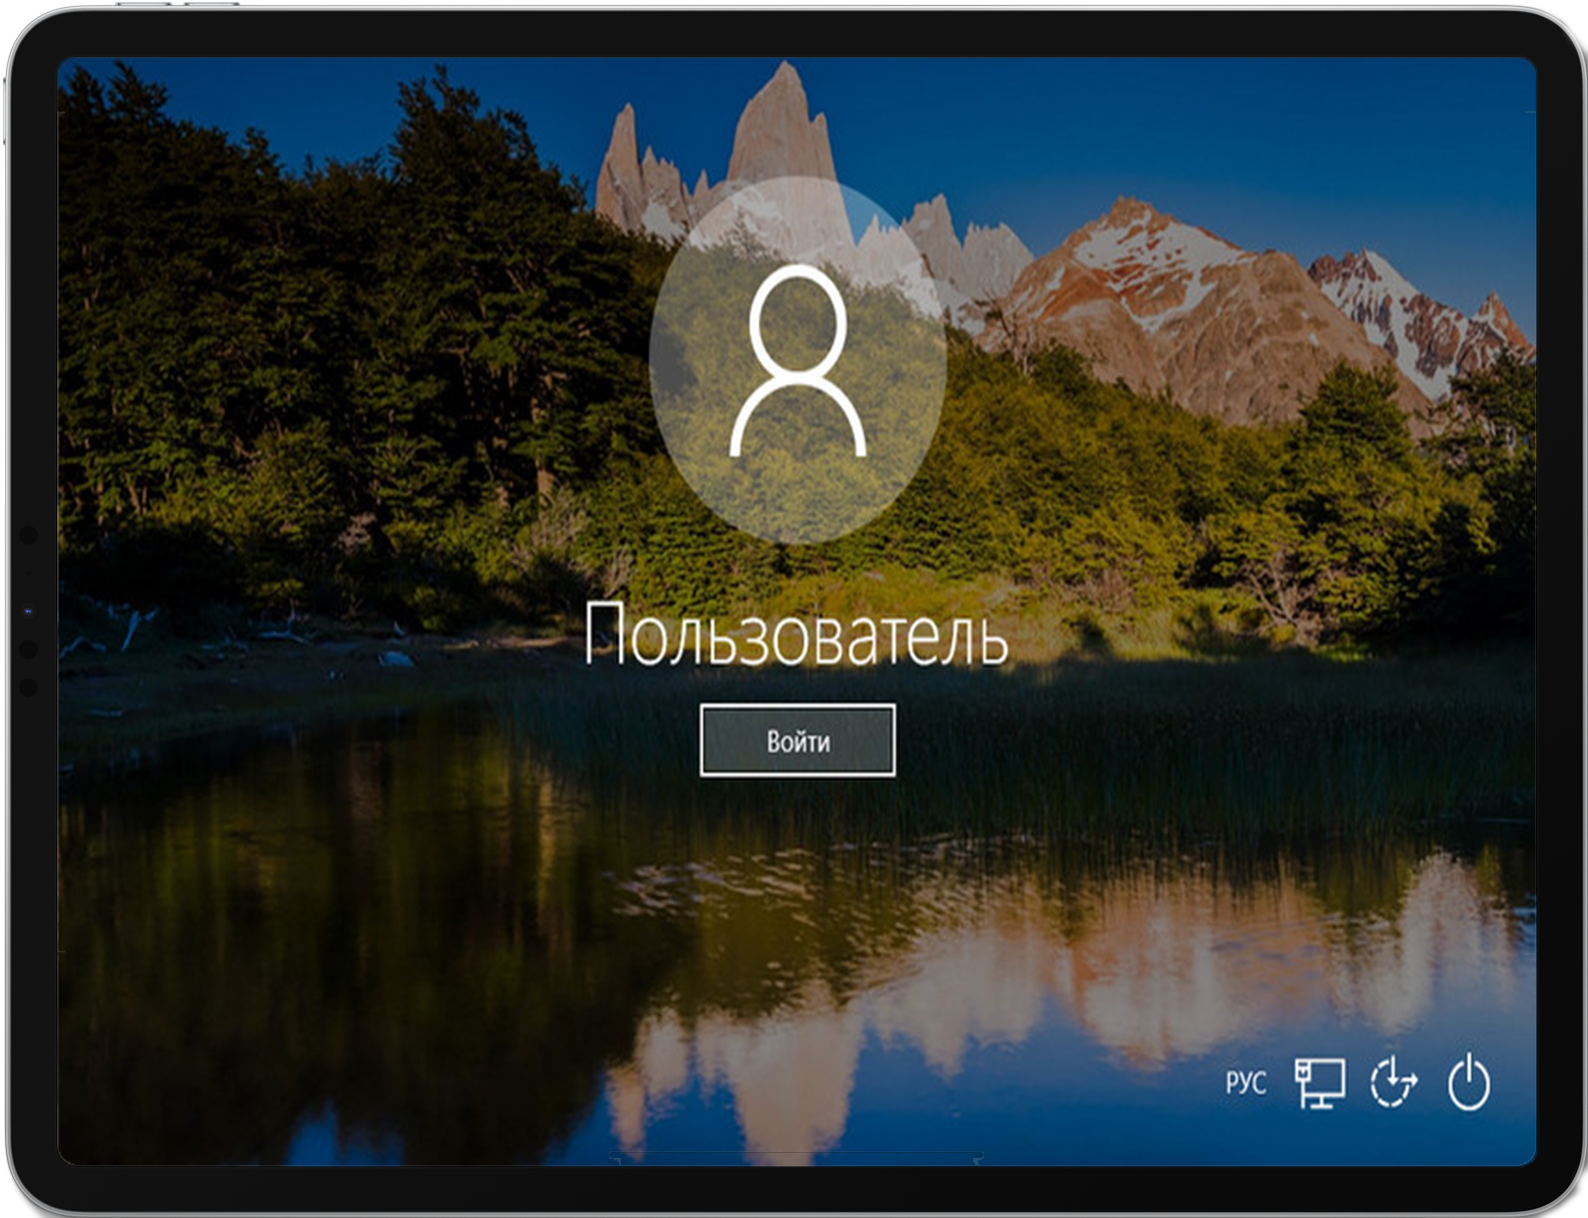 Пользователь
Войти
РУС